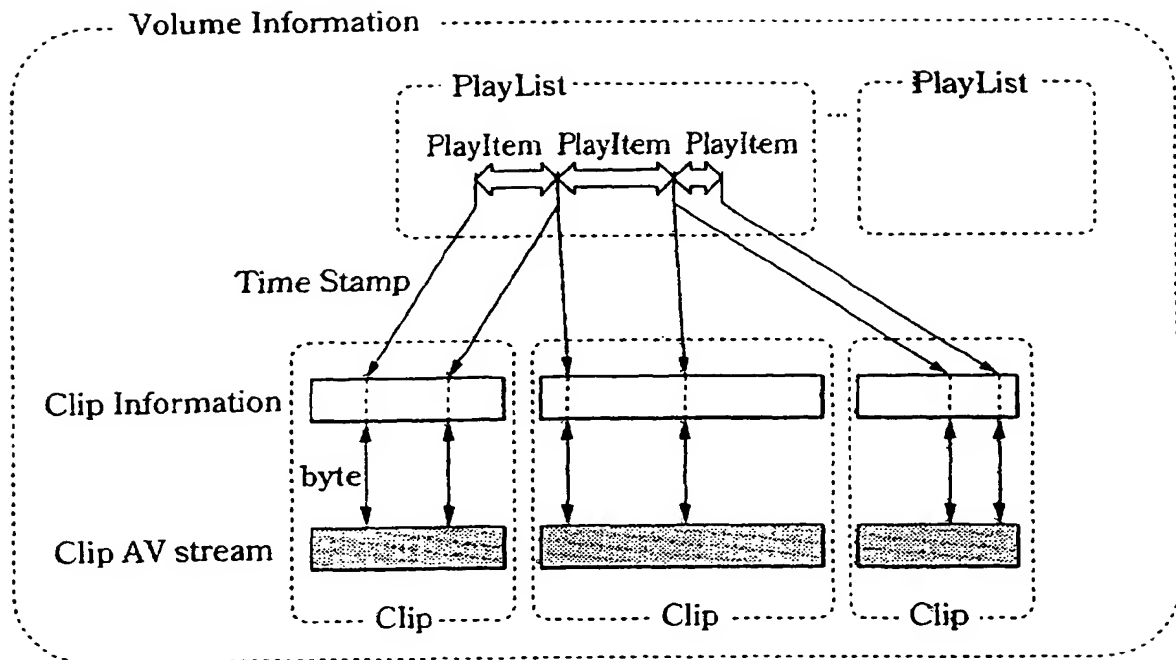 Volume Information
PlayList PlayList
PlayItem PlayItem PlayItem
Time Stamp
Clip Information
byte
Clip AV stream
Clip Clip Clip